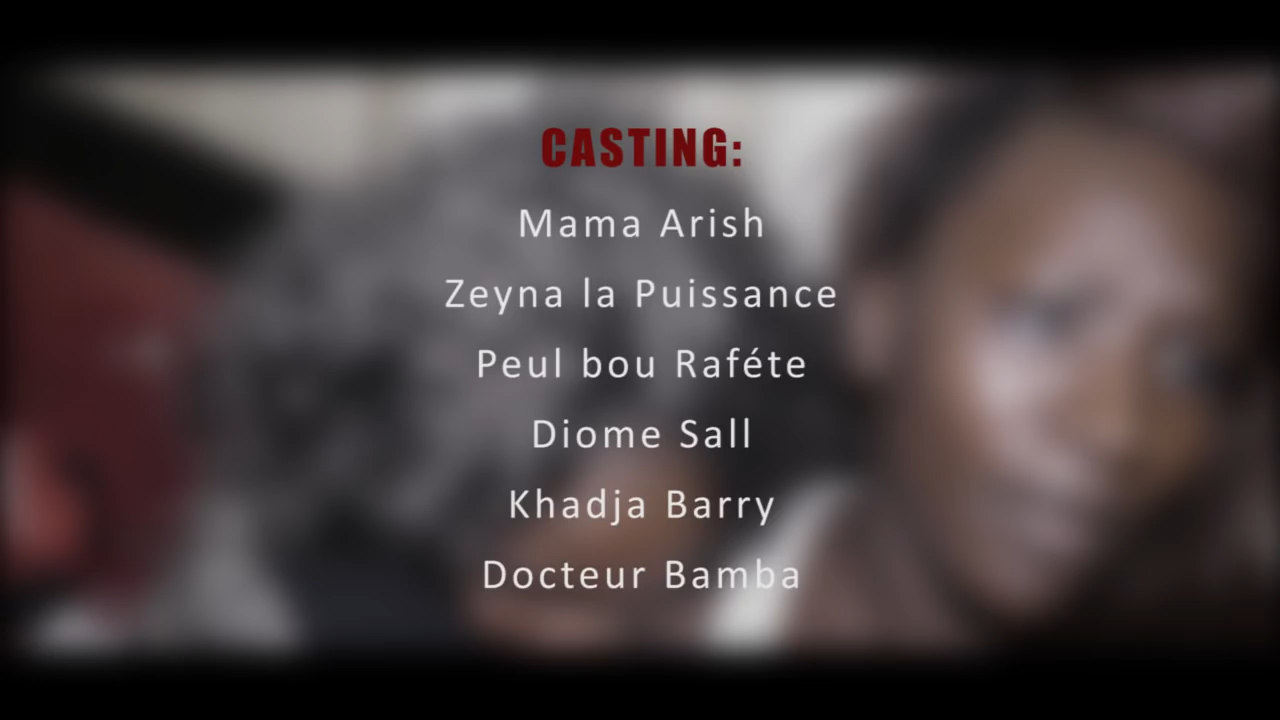 CASTING:
Mama Arish
Zeyna la Puissance
Peul bou Raféte
Diome Sall
Khadja Barry
Docteur Bamba